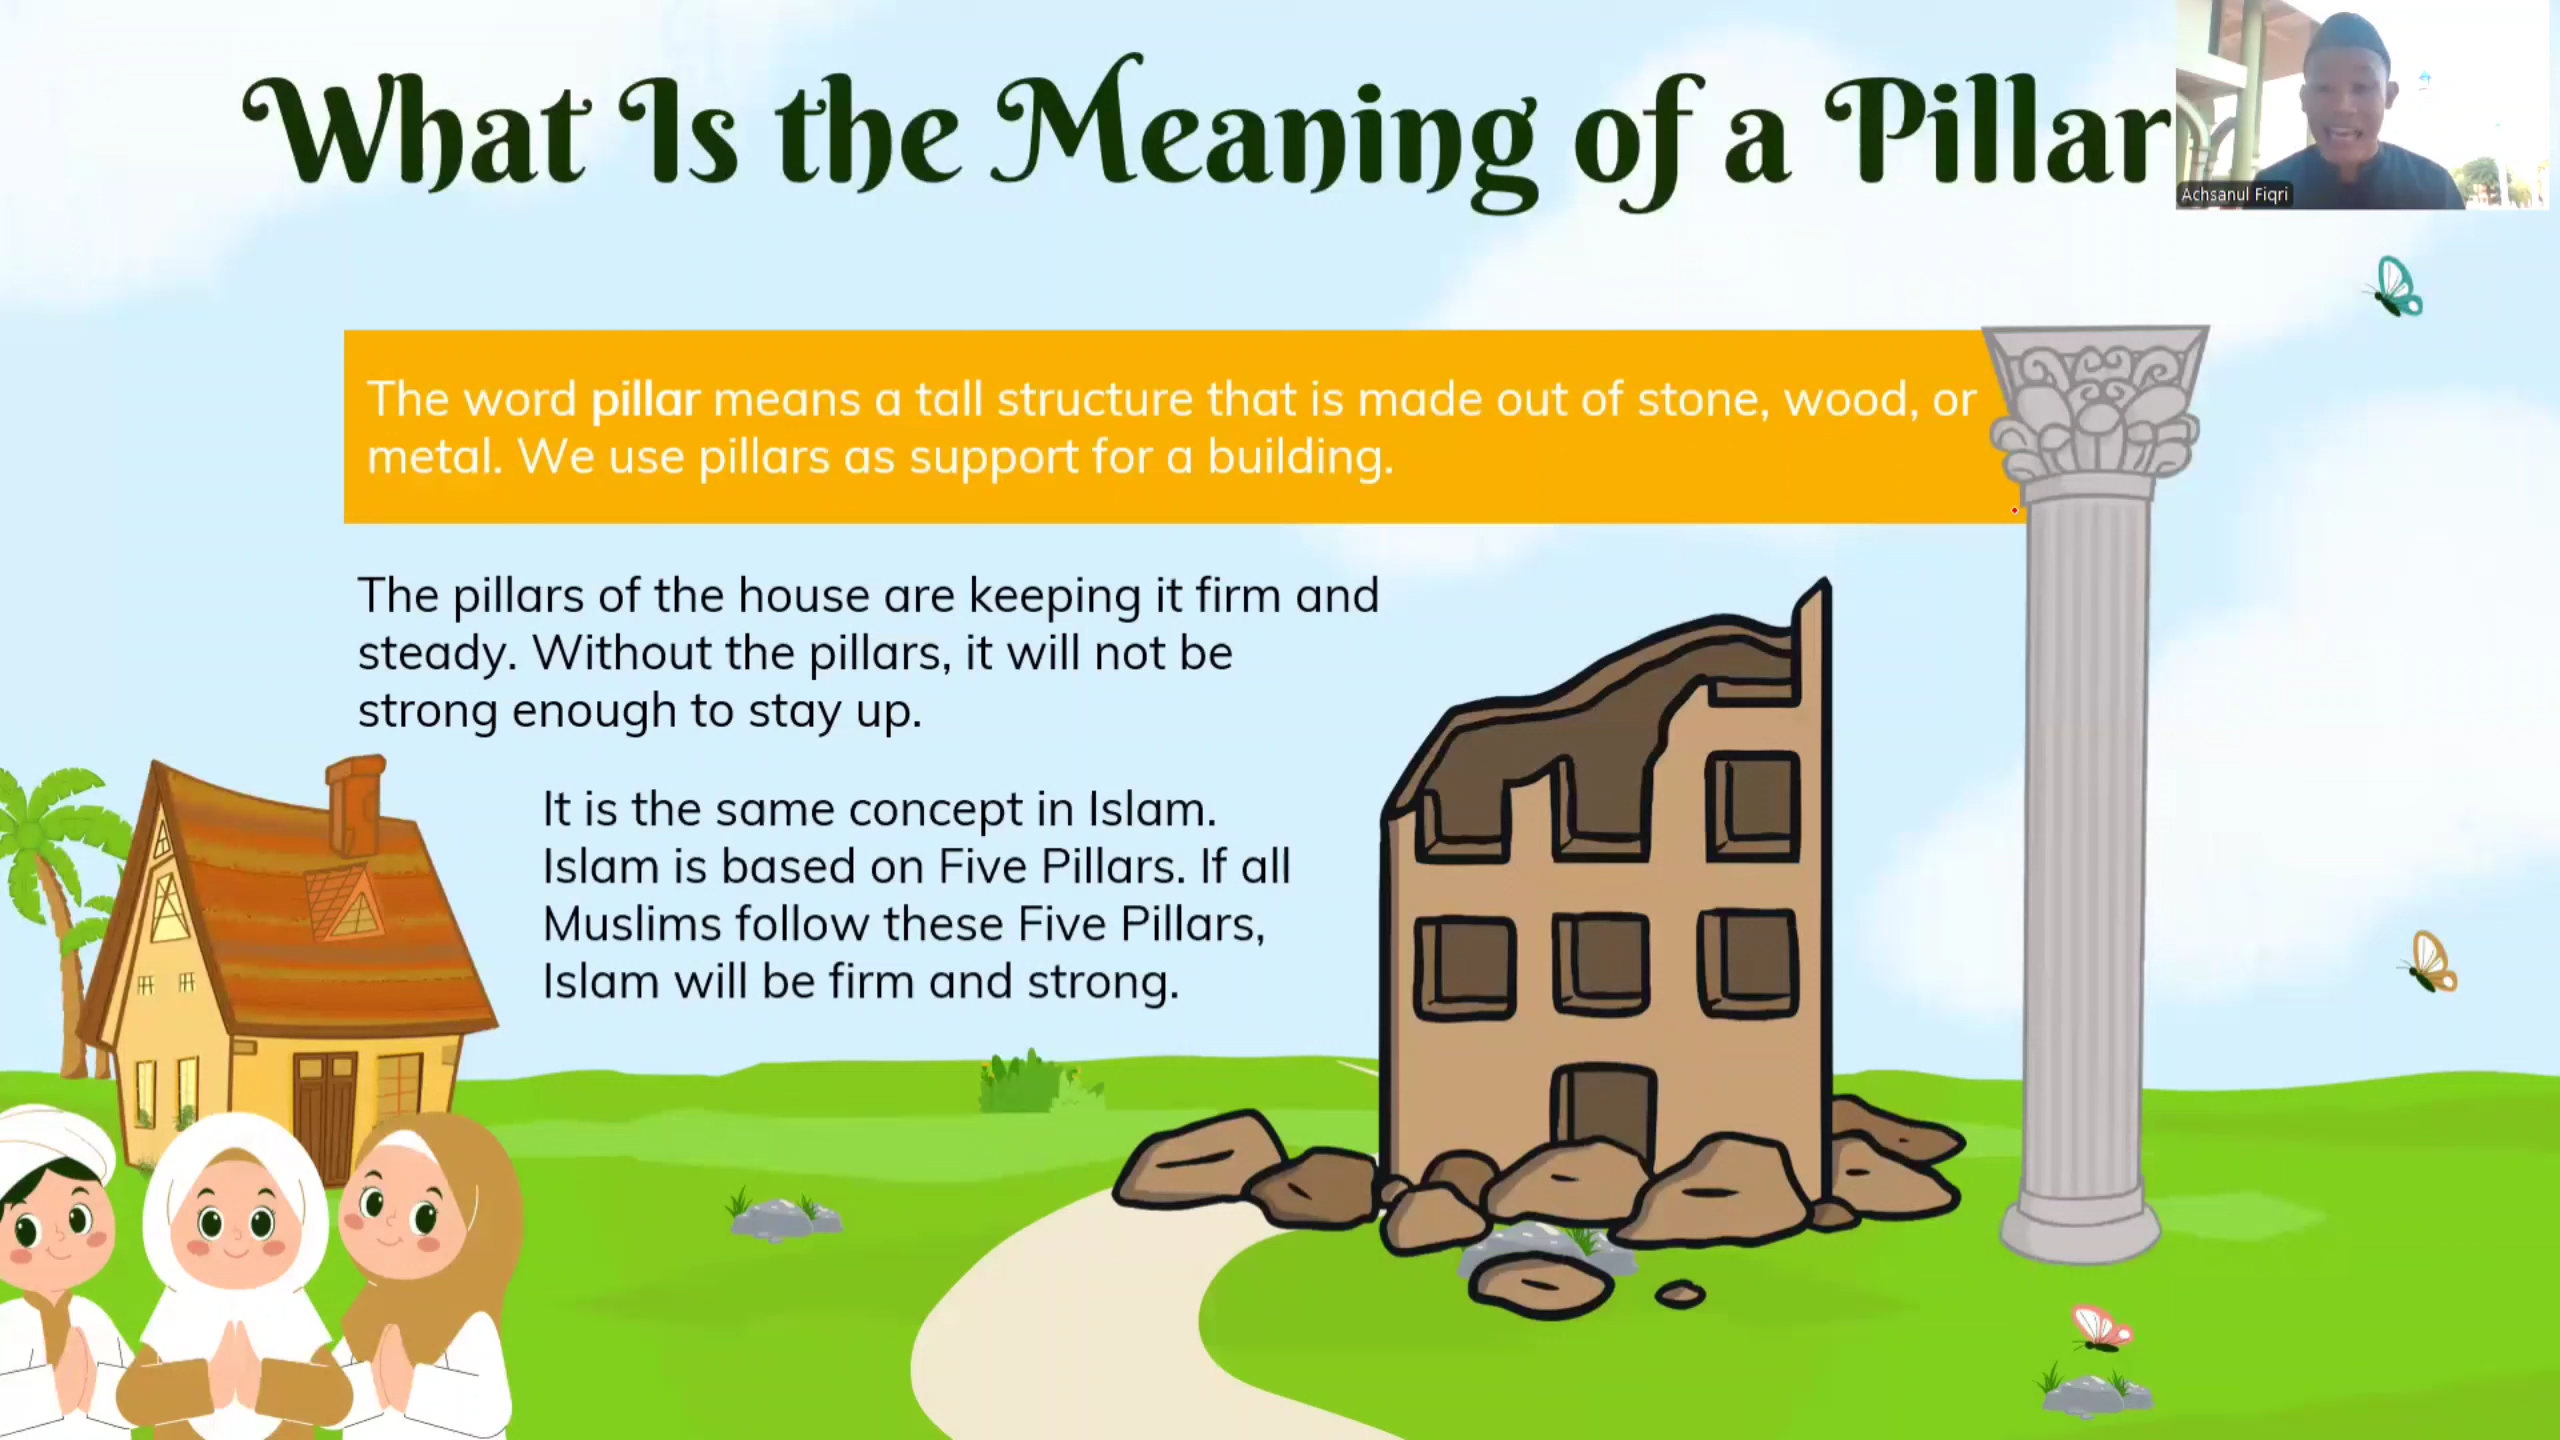 What Is the Meaning of a Pillar
Achsanul Fiqri
The word pillar means a tall structure that is made out of stone, wood, or
metal. We use pillars as support for a building.
The pillars of the house are keeping it firm and
steady. Without the pillars, it will not be
strong enough to stay up.
It is the same concept in Islam.
Islam is based on Five Pillars. If all
Muslims follow these Five Pillars,
Islam will be firm and strong.